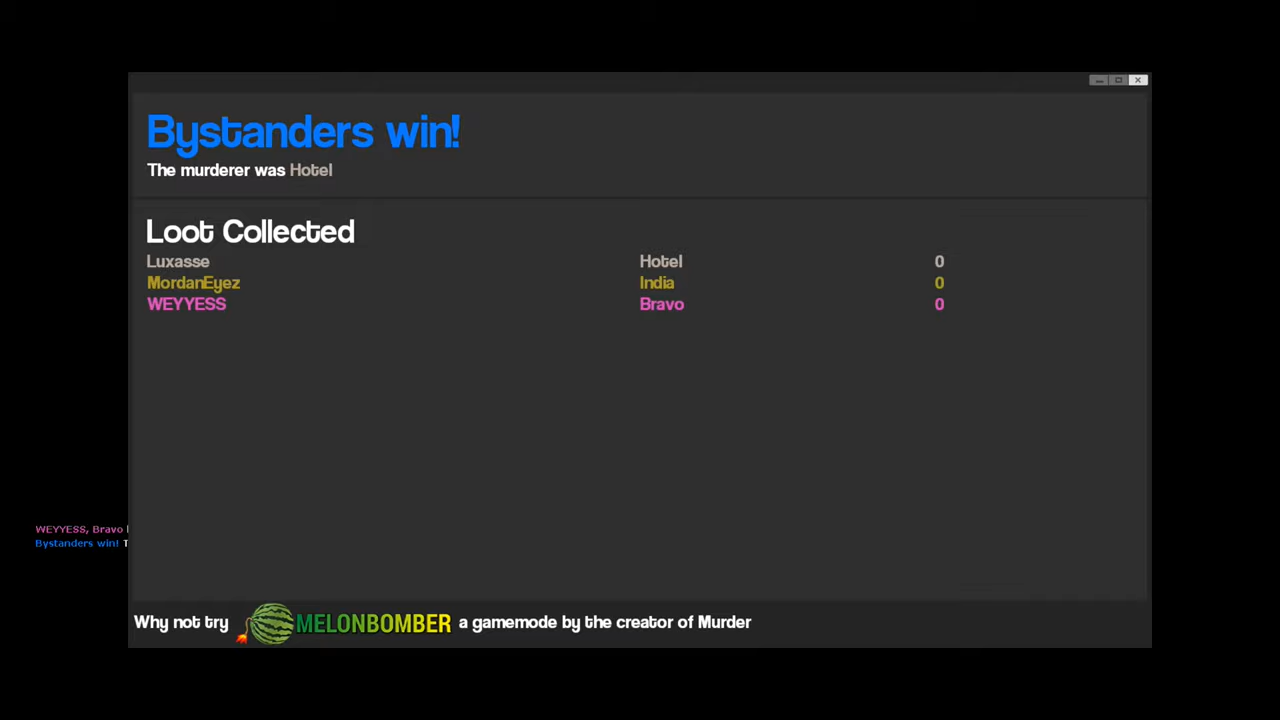 Bystanders win!
The murderer was Hotel
Loot Collected
Luxasse Hotel 0
MordanEyez India 0
WEYYESS Bravo 0
WEYYESS, Bravo
Bystanders win! T
Why not try MELONBOMBER a gamemode by the creator of Murder